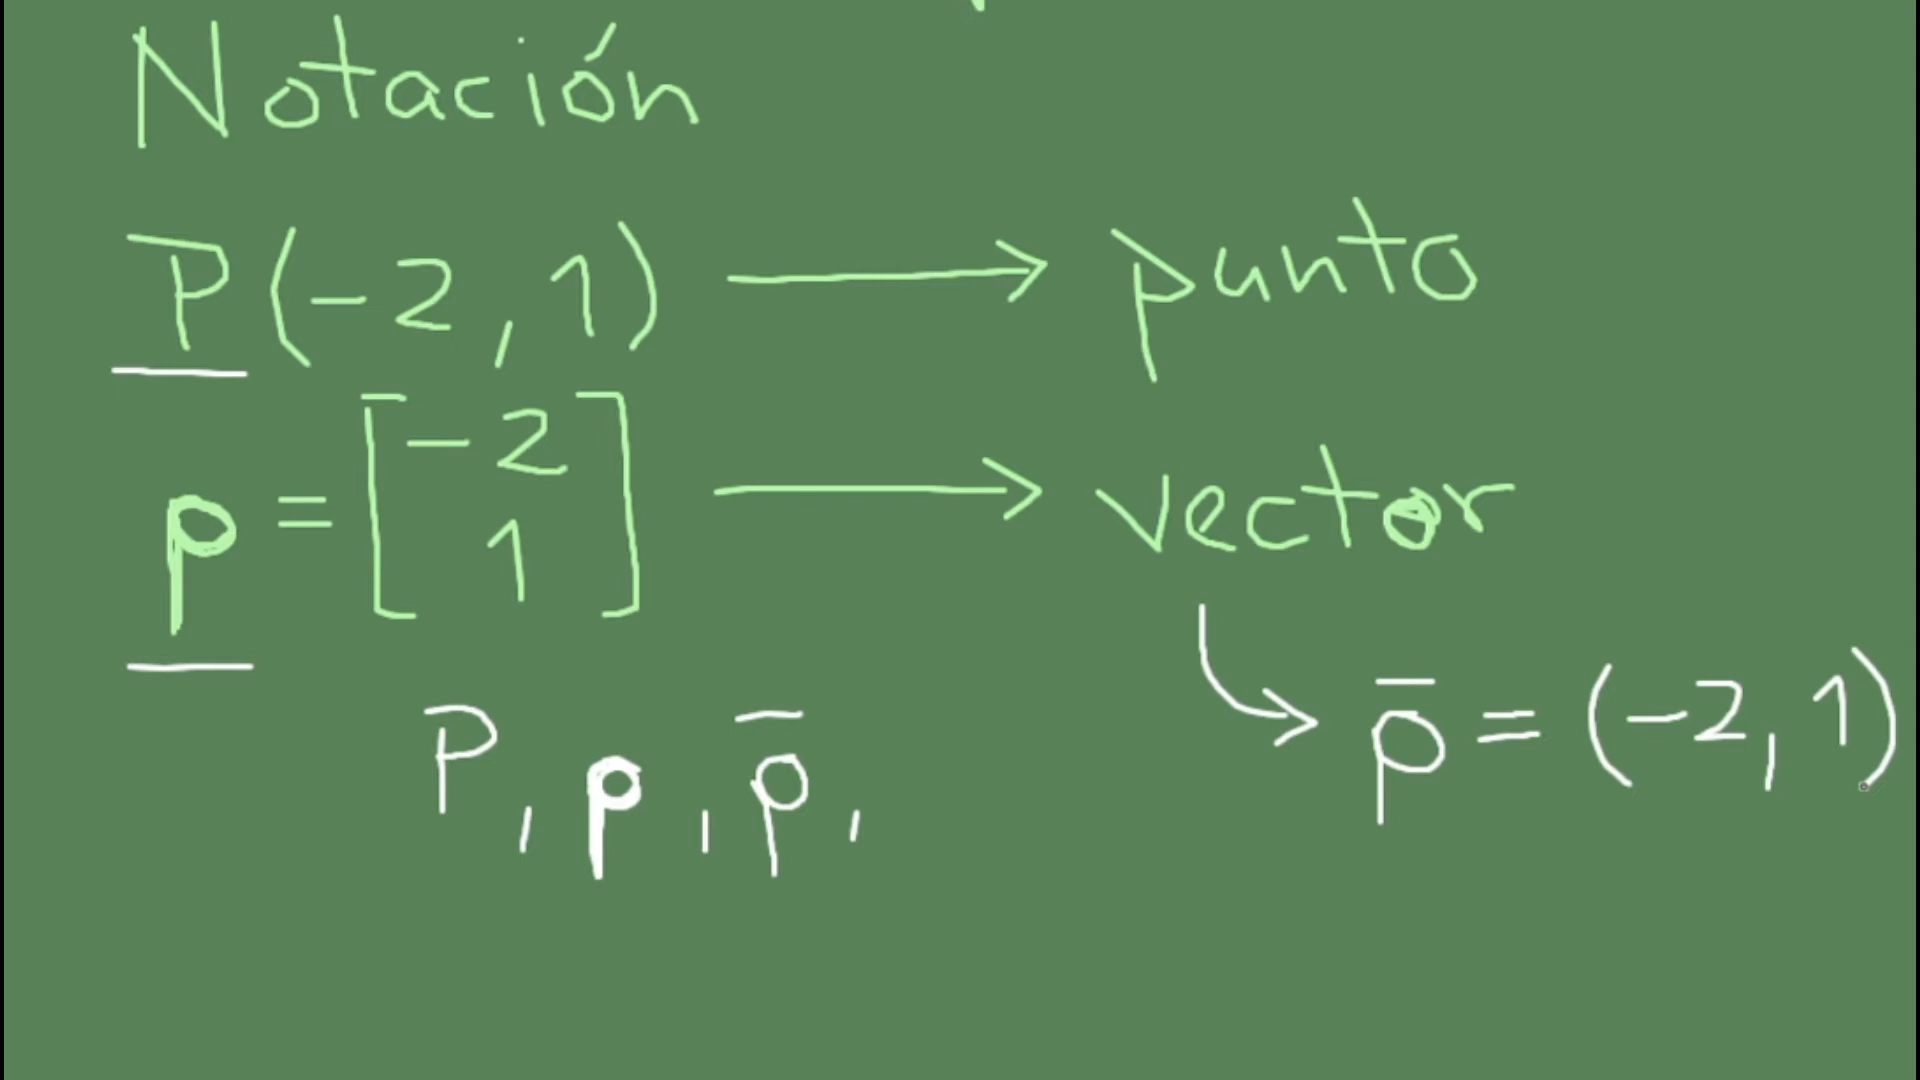 Notación
P(-2,1) → punto
p = [-2 1] → vector
p̅ = (-2,1)
P, p, p̅,